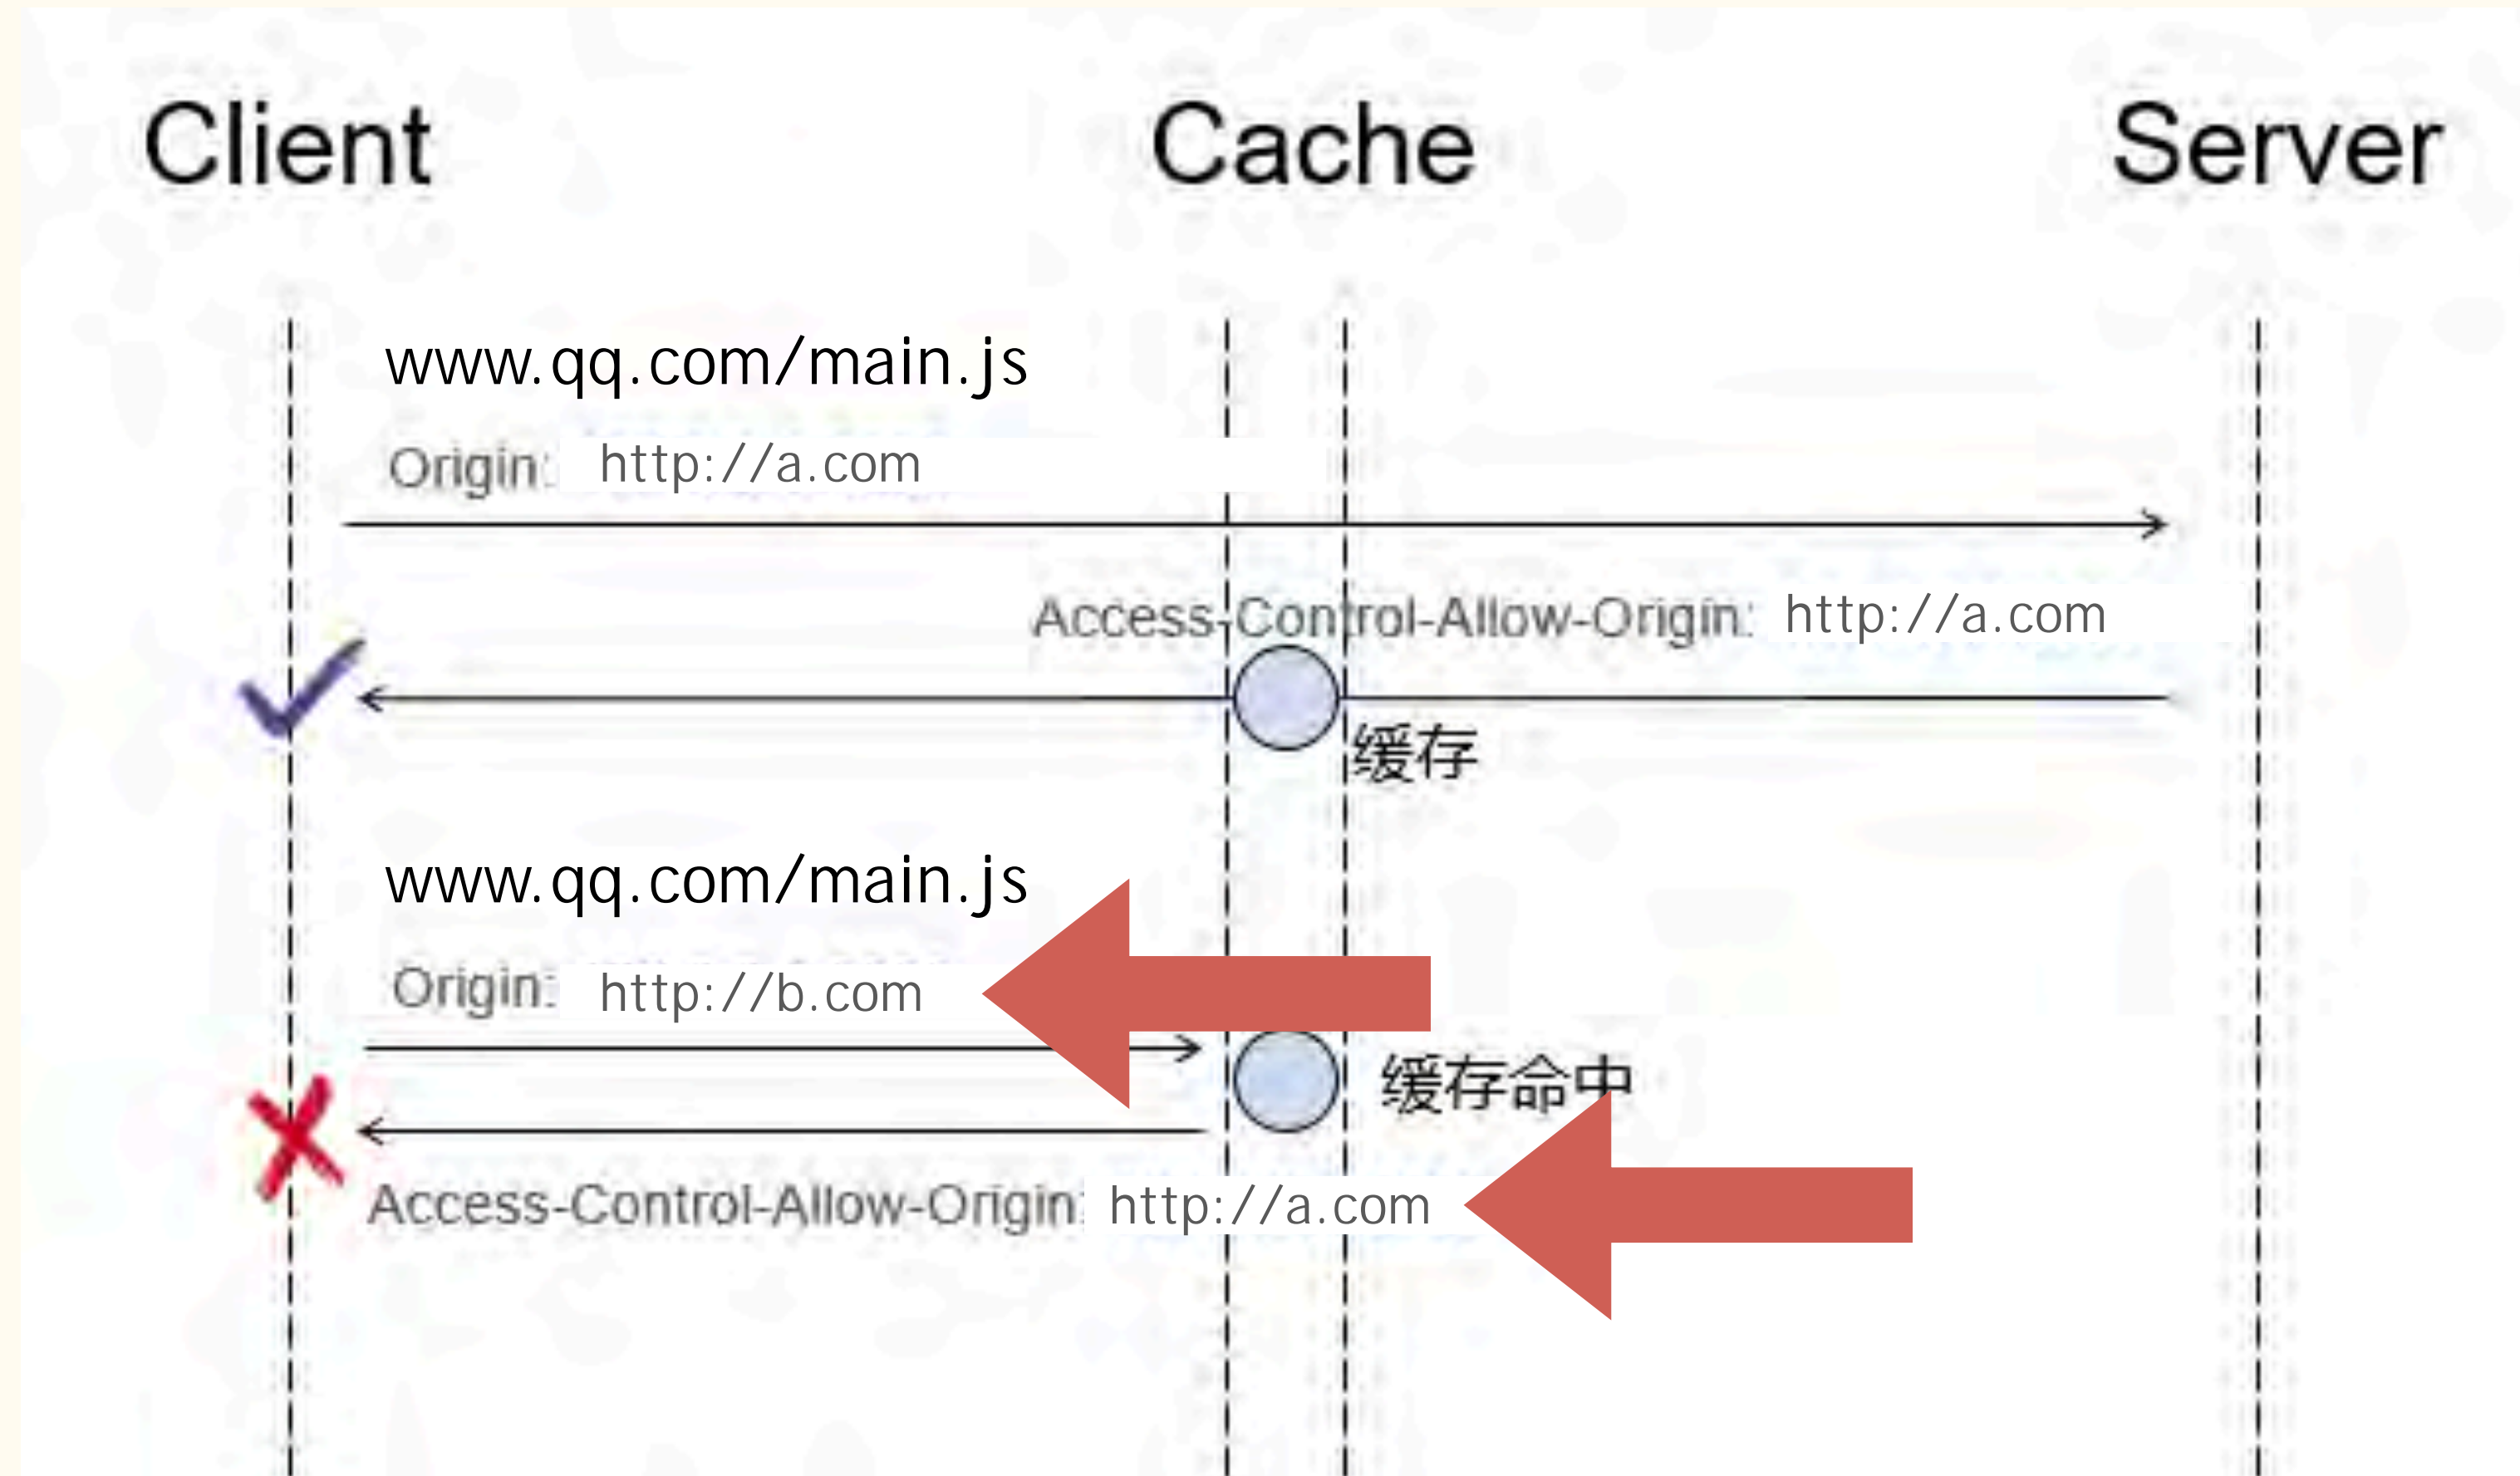 Client Cache Server
www.qq.com/main.js
Origin: http://a.com
Access-Control-Allow-Origin: http://a.com
缓存
www.qq.com/main.js
Origin: http://b.com
缓存命中
Access-Control-Allow-Origin: http://a.com